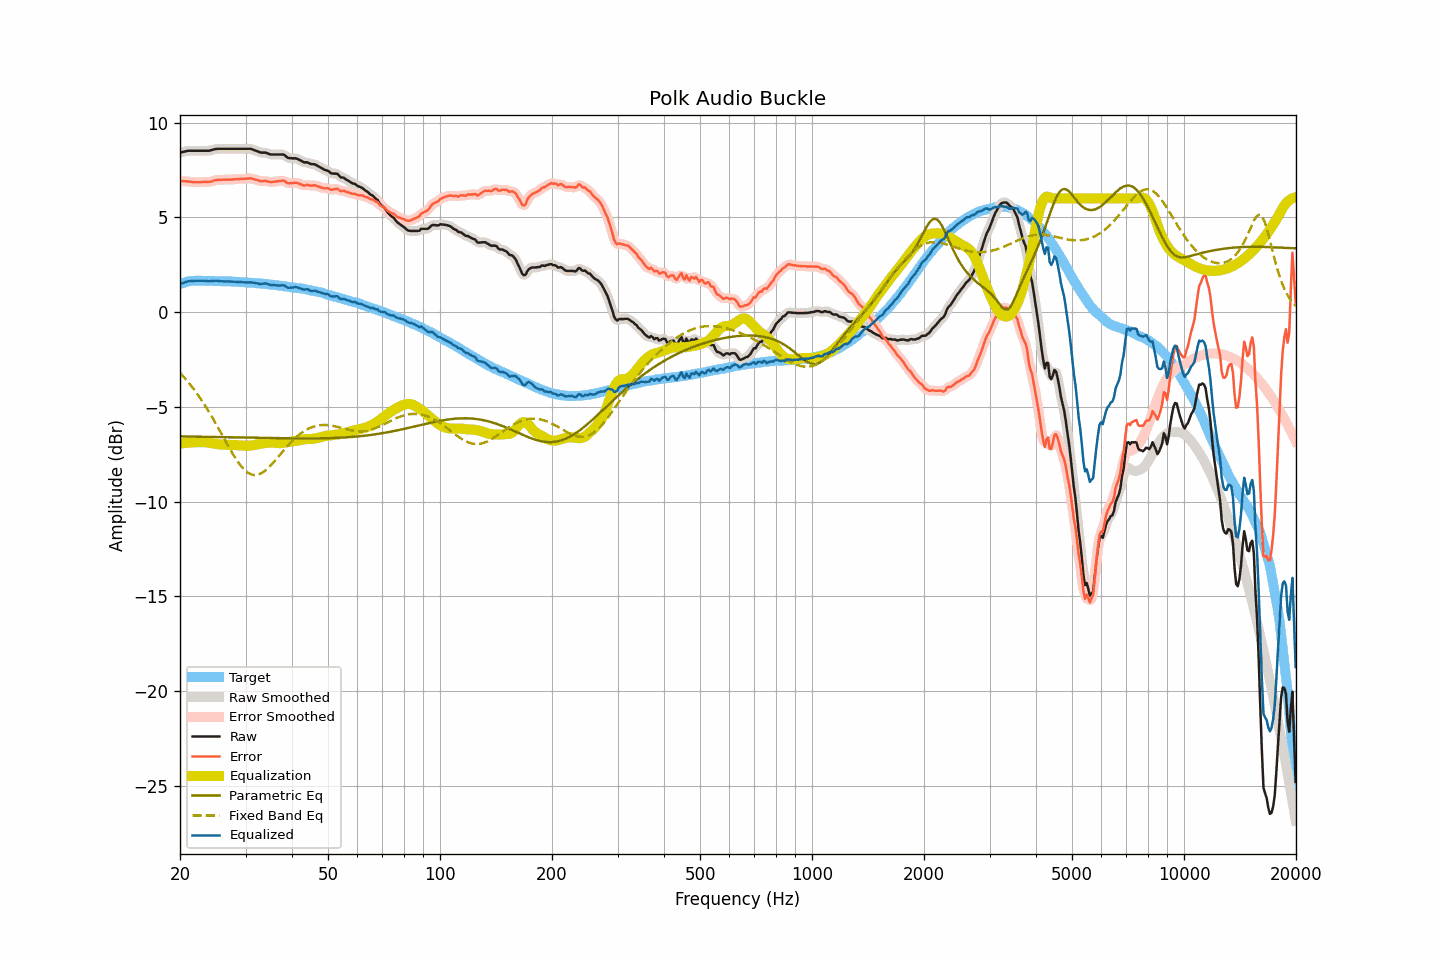 Polk Audio Buckle
10
5
0
−5
−10
−15
−20
−25
Amplitude (dBr)
Target
Raw Smoothed
Error Smoothed
Raw
Error
Equalization
Parametric Eq
Fixed Band Eq
Equalized
20 50 100 200 500 1000 2000 5000 10000 20000
Frequency (Hz)